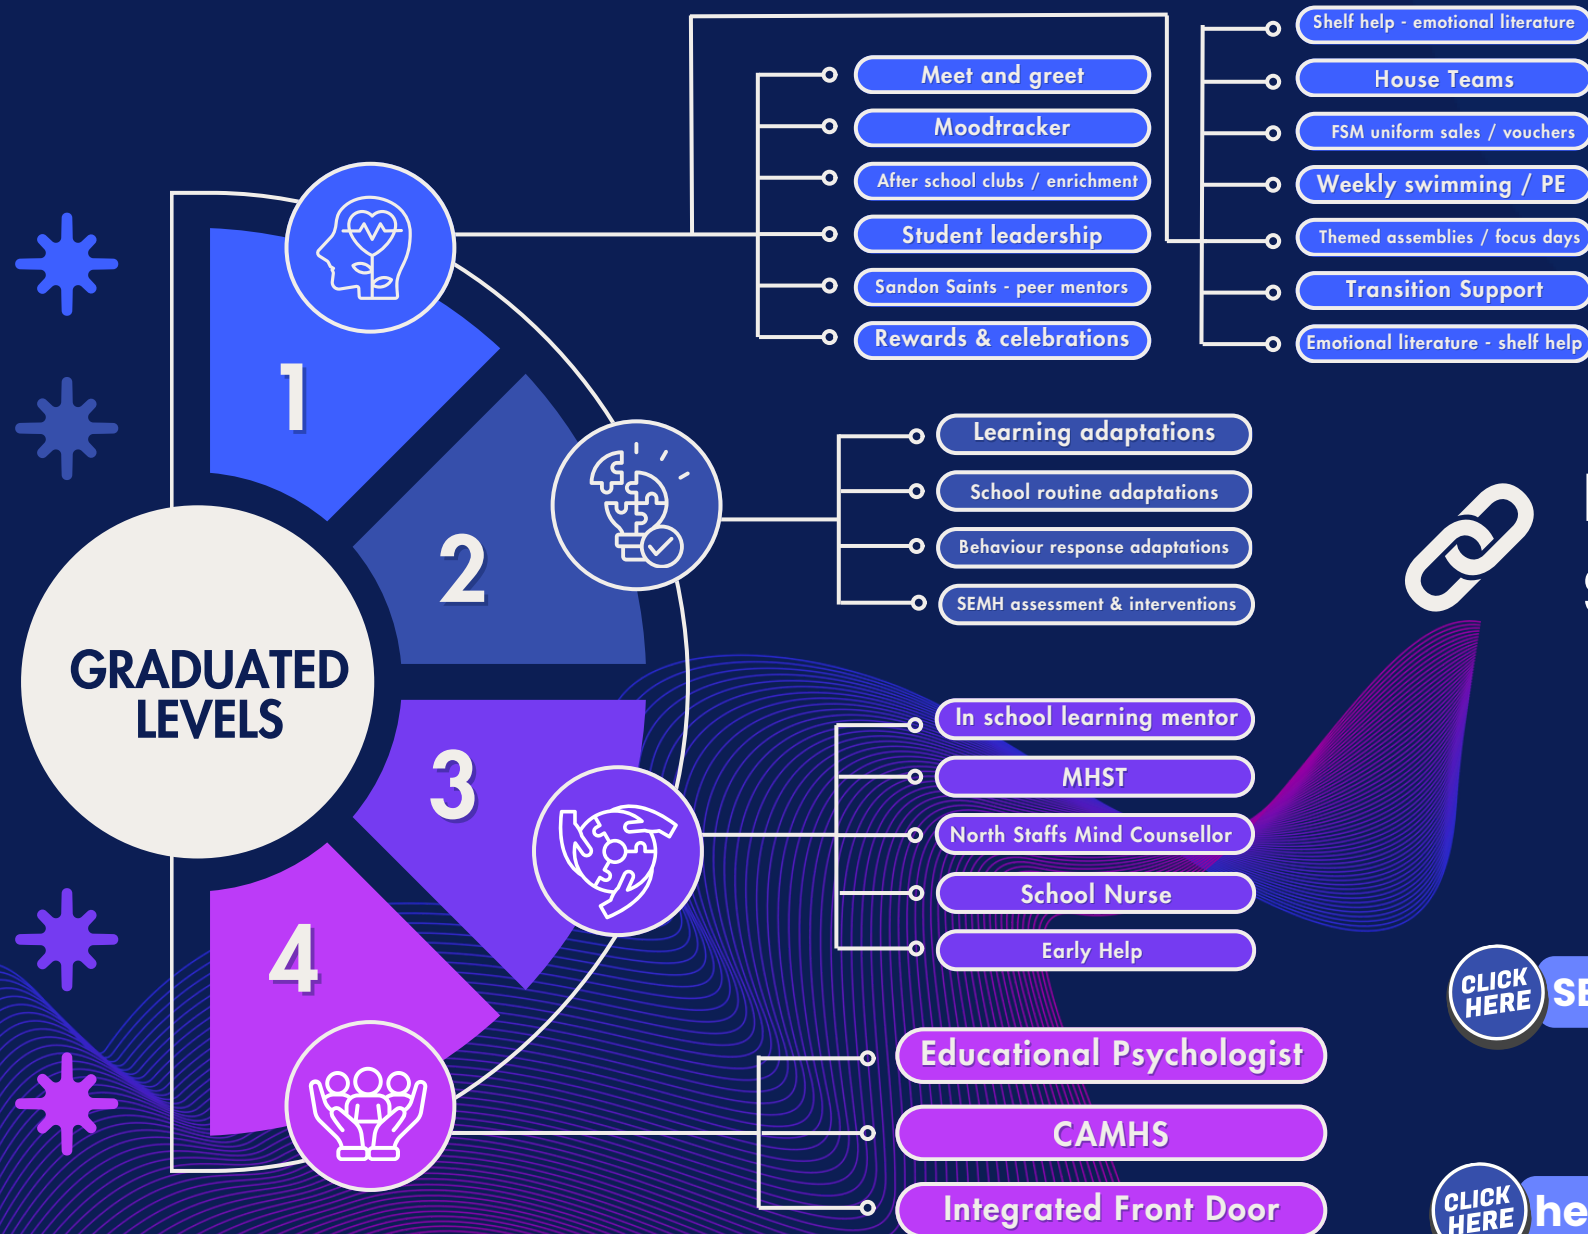 GRADUATED
LEVELS
1
Meet and greet
Moodtracker
After school clubs / enrichment
Student leadership
Sandon Saints - peer mentors
Rewards & celebrations
Shelf help - emotional literature
House Teams
FSM uniform sales / vouchers
Weekly swimming / PE
Themed assemblies / focus days
Transition Support
Emotional literature - shelf help
2
Learning adaptations
School routine adaptations
Behaviour response adaptations
SEMH assessment & interventions
3
In school learning mentor
MHST
North Staffs Mind Counsellor
School Nurse
Early Help
4
Educational Psychologist
CAMHS
Integrated Front Door
CLICK
HERE
CLICK
HERE
he